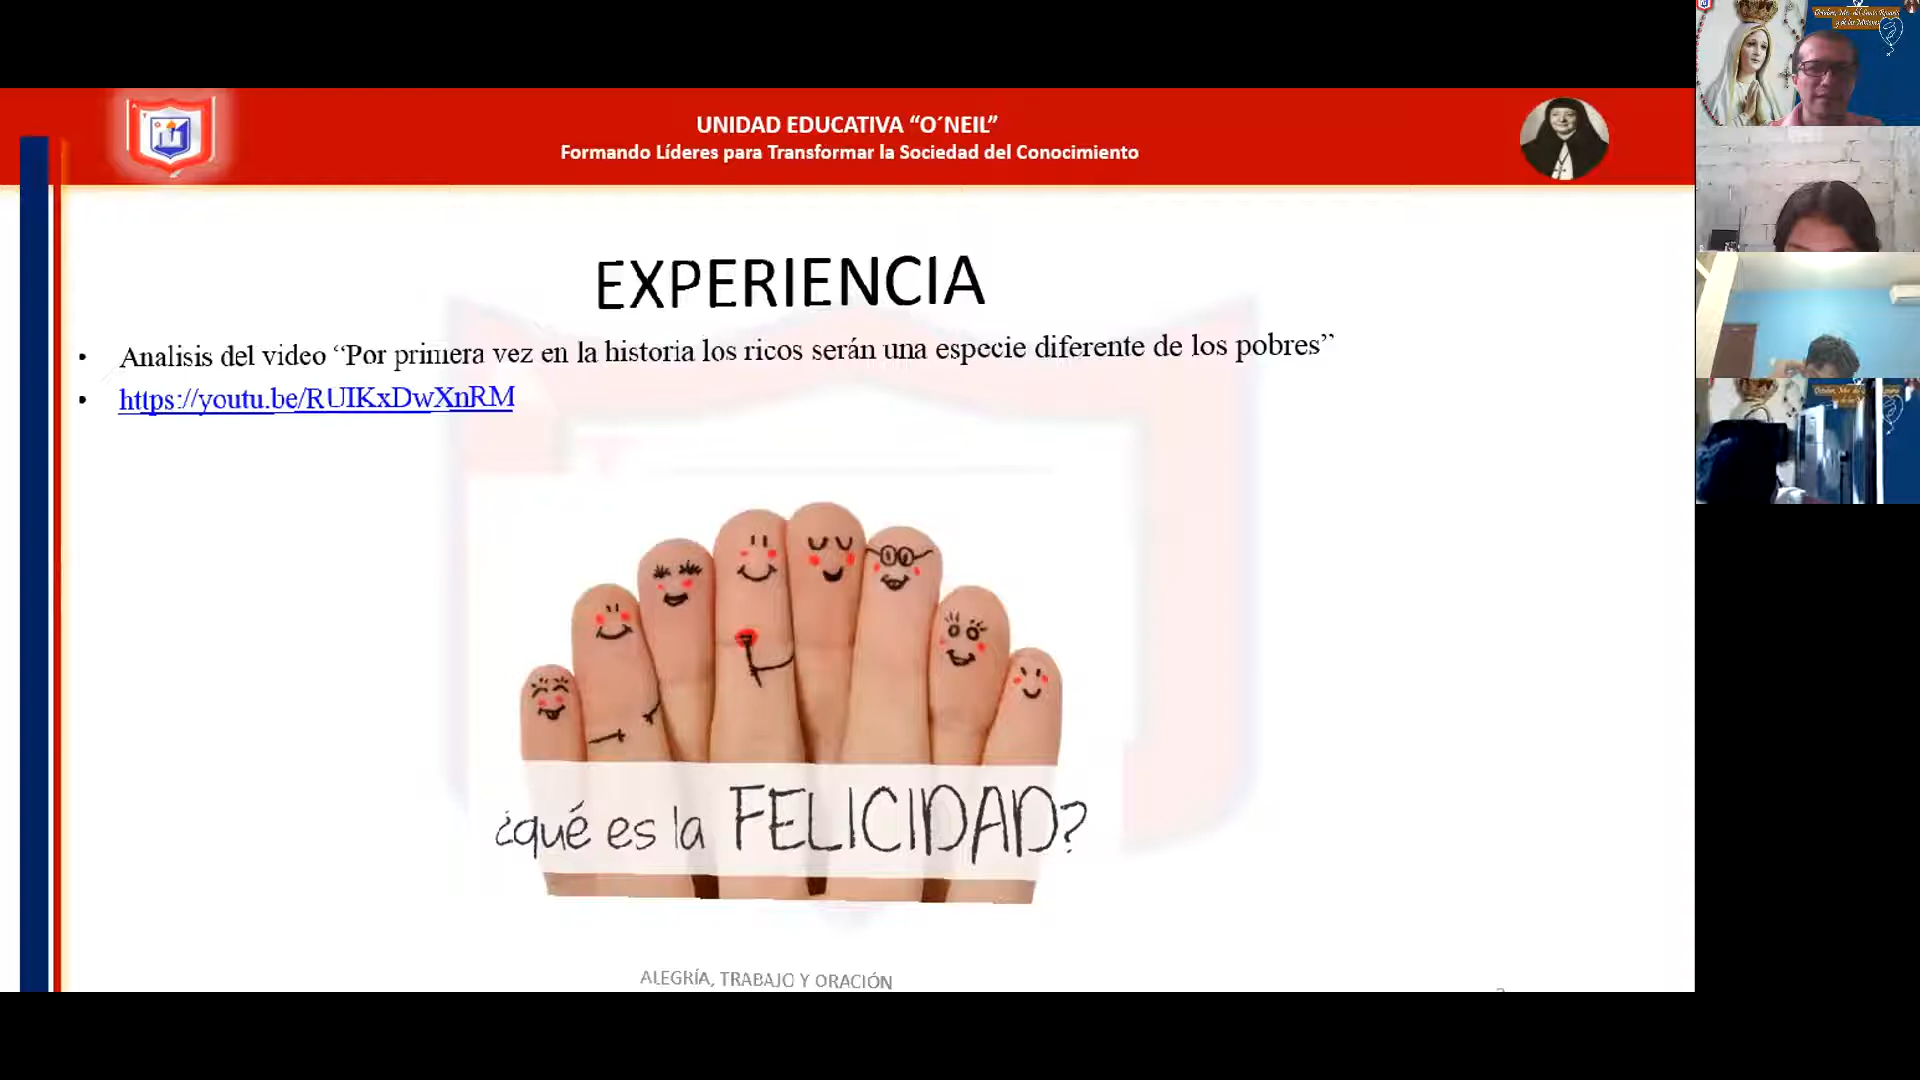 UNIDAD EDUCATIVA “O´NEIL”
Formando Líderes para Transformar la Sociedad del Conocimiento
EXPERIENCIA
• Analisis del video “Por primera vez en la historia los ricos serán una especie diferente de los pobres”
• https://youtu.be/RUIKxDwXnRM
¿qué es la FELICIDAD?
ALEGRÍA, TRABAJO Y ORACIÓN